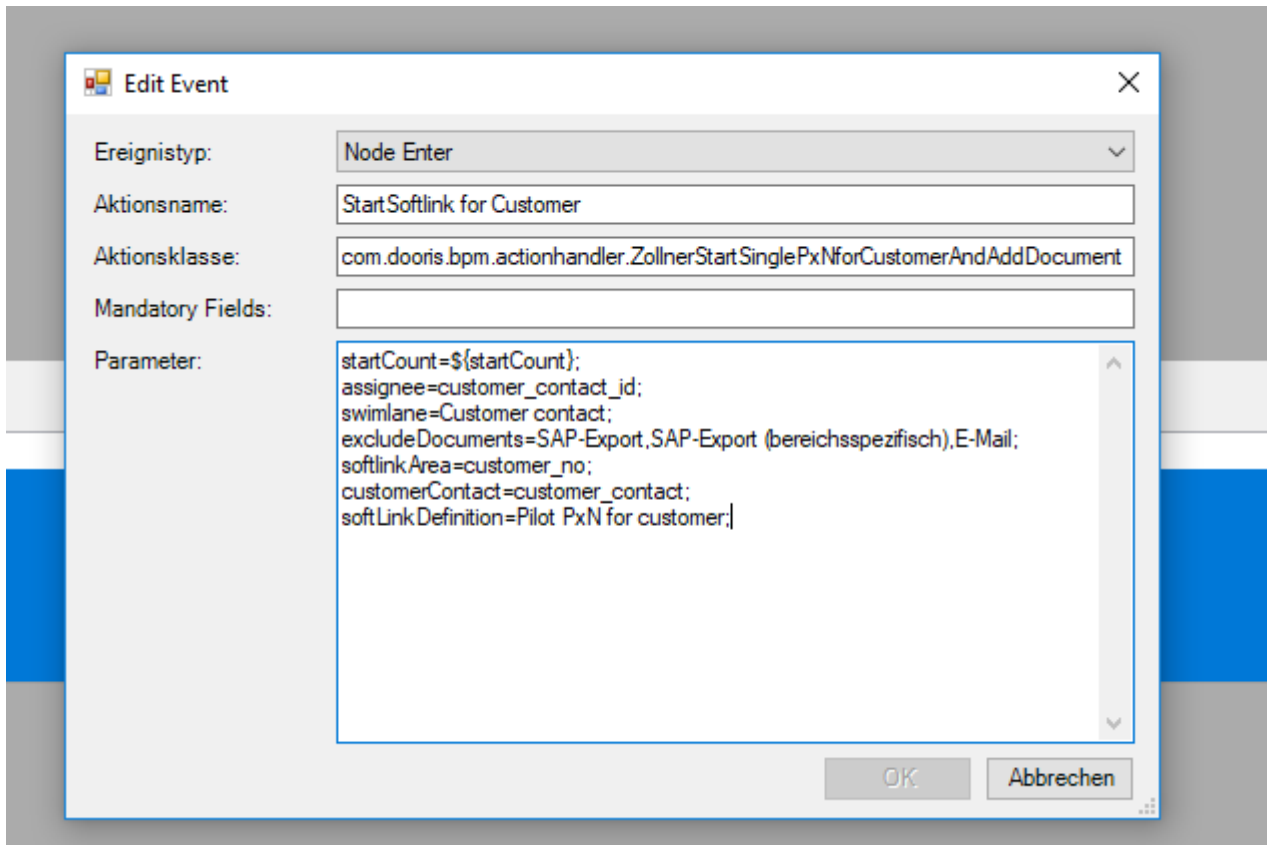 Edit Event
Ereignistyp: Node Enter
Aktionsname: StartSoftlink for Customer
Aktionsklasse: com.dooris.bpm.actionhandler.ZollnerStartSinglePxNforCustomerAndAddDocument
Mandatory Fields:
Parameter: startCount=${startCount};
assignee=customer_contact_id;
swimlane=Customer contact;
excludeDocuments=SAP-Export,SAP-Export (bereichsspezifisch),E-Mail;
softlinkArea=customer_no;
customerContact=customer_contact;
softLinkDefinition=Pilot PxN for customer;
OK Abbrechen